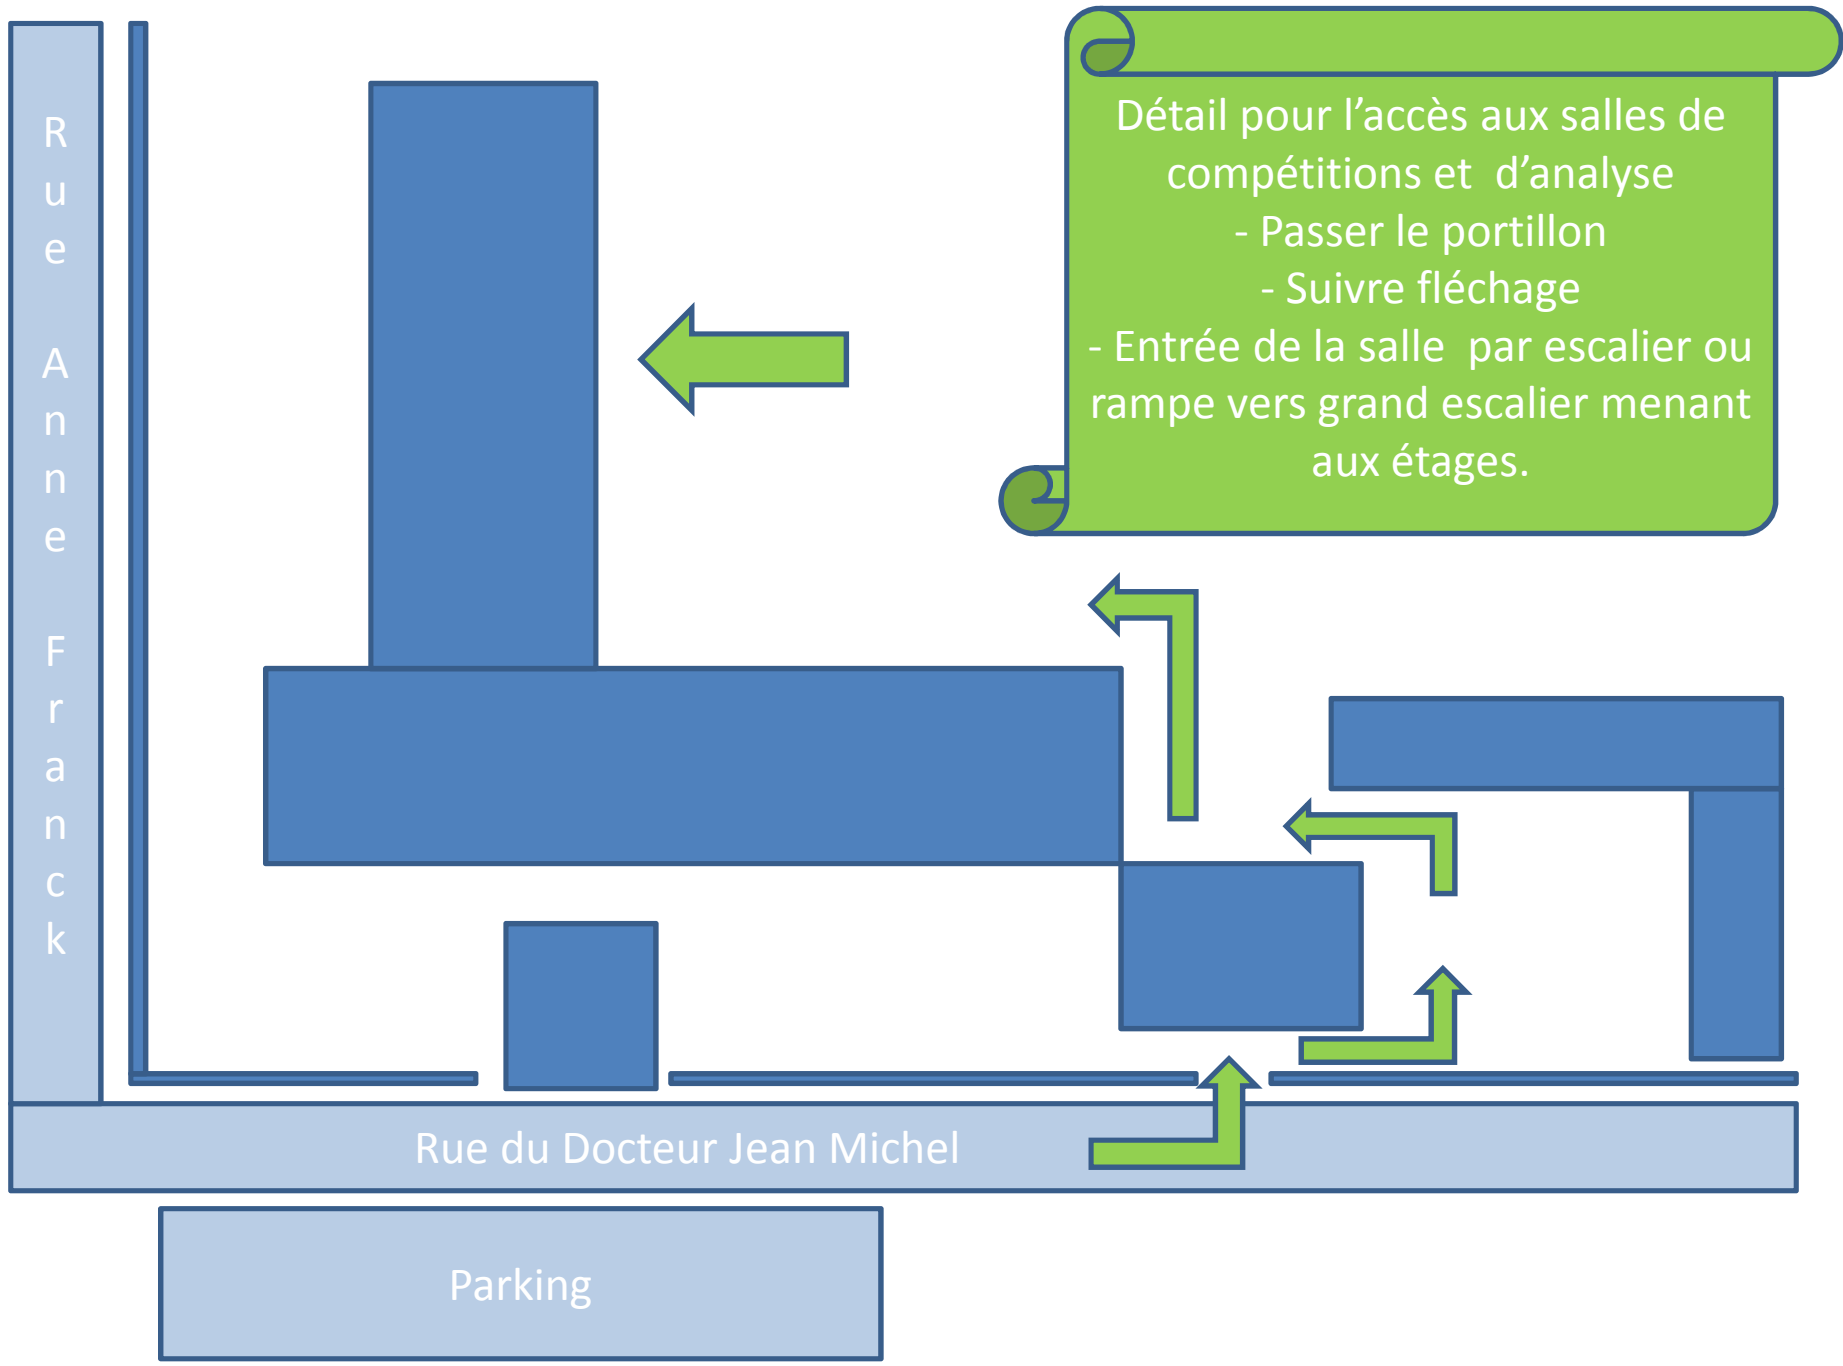 Rue Anne Franck
Détail pour l’accès aux salles de
compétitions et d’analyse
- Passer le portillon
- Suivre fléchage
- Entrée de la salle par escalier ou
rampe vers grand escalier menant
aux étages.
Rue du Docteur Jean Michel
Parking